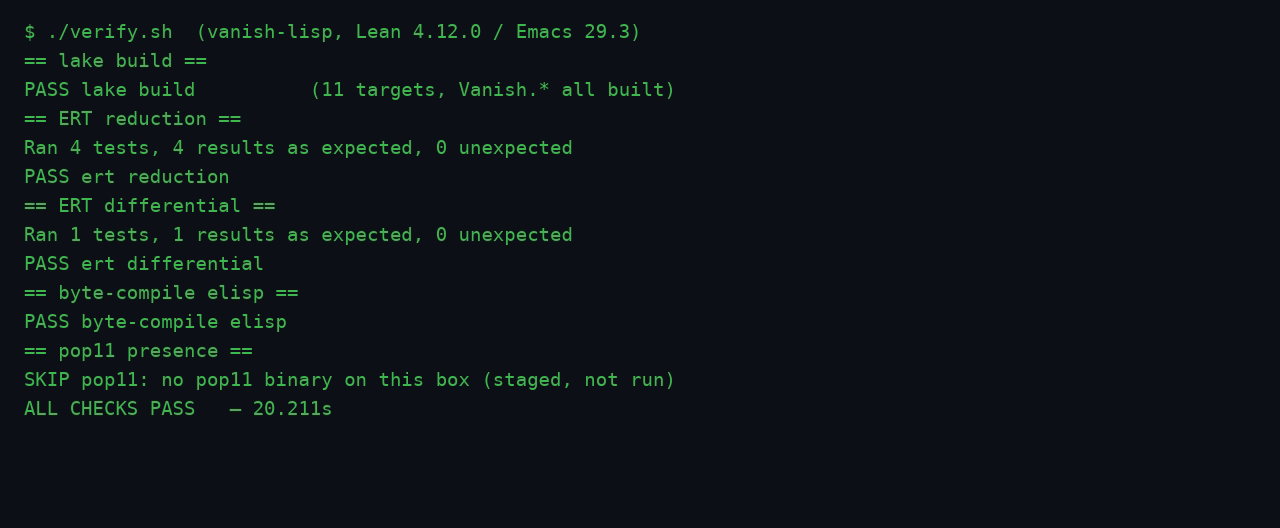 $ ./verify.sh  (vanish-lisp, Lean 4.12.0 / Emacs 29.3)
== lake build ==
PASS lake build          (11 targets, Vanish.* all built)
== ERT reduction ==
Ran 4 tests, 4 results as expected, 0 unexpected
PASS ert reduction
== ERT differential ==
Ran 1 tests, 1 results as expected, 0 unexpected
PASS ert differential
== byte-compile elisp ==
PASS byte-compile elisp
== pop11 presence ==
SKIP pop11: no pop11 binary on this box (staged, not run)
ALL CHECKS PASS   — 20.211s